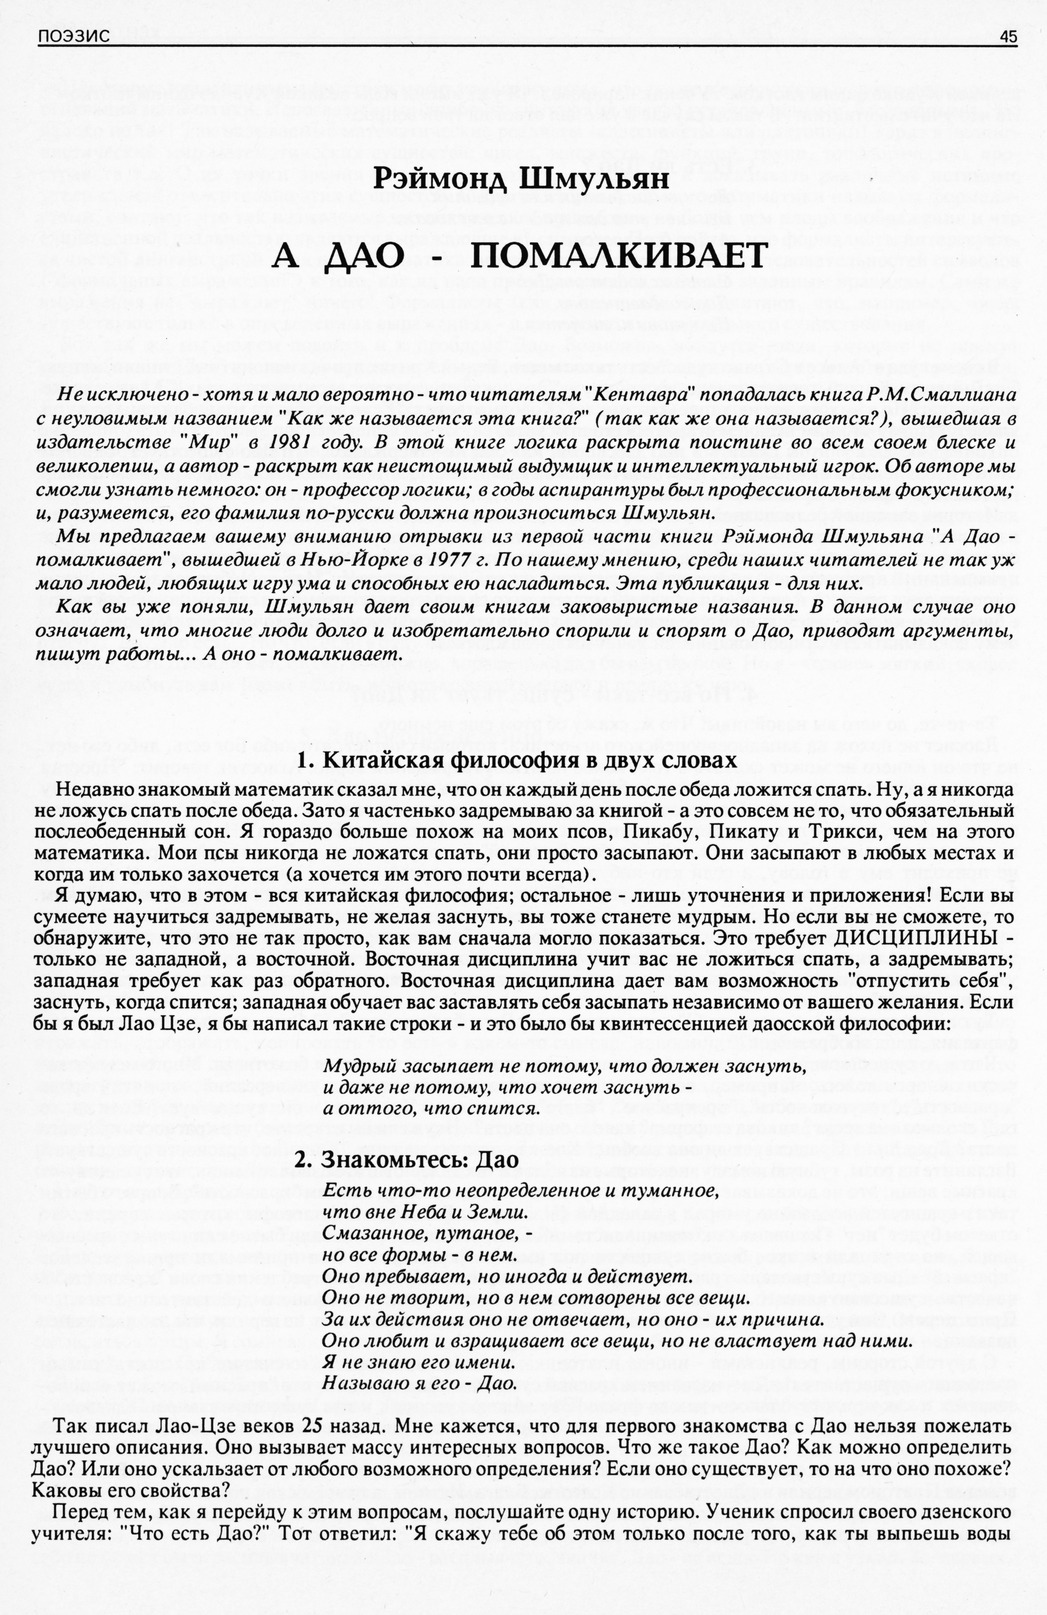 ПОЭЗИС 45
Рэймонд Шмульян
А ДАО - ПОМАЛКИВАЕТ
Не исключено - хотя и мало вероятно - что читателям "Кентавра" попадалась книга Р.М.Смаллиана
с неуловимым названием "Как же называется эта книга?" (так как же она называется?), вышедшая в
издательстве "Мир" в 1981 году. В этой книге логика раскрыта поистине во всем своем блеске и
великолепии, а автор - раскрыт как неистощимый выдумщик и интеллектуальный игрок. Об авторе мы
смогли узнать немного: он - профессор логики; в годы аспирантуры был профессиональным фокусником;
и, разумеется, его фамилия по-русски должна произноситься Шмульян.
Мы предлагаем вашему вниманию отрывки из первой части книги Рэймонда Шмульяна "А Дао -
помалкивает", вышедшей в Нью-Йорке в 1977 г. По нашему мнению, среди наших читателей не так уж
мало людей, любящих игру ума и способных ею насладиться. Эта публикация - для них.
Как вы уже поняли, Шмульян дает своим книгам заковыристые названия. В данном случае оно
означает, что многие люди долго и изобретательно спорили и спорят о Дао, приводят аргументы,
пишут работы... А оно - помалкивает.
1. Китайская философия в двух словах
Недавно знакомый математик сказал мне, что он каждый день после обеда ложится спать. Ну, а я никогда
не ложусь спать после обеда. Зато я частенько задремываю за книгой - а это совсем не то, что обязательный
послеобеденный сон. Я гораздо больше похож на моих псов, Пикабу, Пикату и Трикси, чем на этого
математика. Мои псы никогда не ложатся спать, они просто засыпают. Они засыпают в любых местах и
когда им только захочется (а хочется им этого почти всегда).
Я думаю, что в этом - вся китайская философия; остальное - лишь уточнения и приложения! Если вы
сумеете научиться задремывать, не желая заснуть, вы тоже станете мудрым. Но если вы не сможете, то
обнаружите, что это не так просто, как вам сначала могло показаться. Это требует ДИСЦИПЛИНЫ -
только не западной, а восточной. Восточная дисциплина учит вас не ложиться спать, а задремывать;
западная требует как раз обратного. Восточная дисциплина дает вам возможность "отпустить себя",
заснуть, когда спится; западная обучает вас заставлять себя засыпать независимо от вашего желания. Если
бы я был Лао Цзе, я бы написал такие строки - и это было бы квинтессенцией даосской философии:
Мудрый засыпает не потому, что должен заснуть,
и даже не потому, что хочет заснуть -
а оттого, что спится.
2. Знакомьтесь: Дао
Есть что-то неопределенное и туманное,
что вне Неба и Земли.
Смазанное, путаное, -
но все формы - в нем.
Оно пребывает, но иногда и действует.
Оно не творит, но в нем сотворены все вещи.
За их действия оно не отвечает, но оно - их причина.
Оно любит и взращивает все вещи, но не властвует над ними.
Я не знаю его имени.
Называю я его - Дао.
Так писал Лао-Цзе веков 25 назад. Мне кажется, что для первого знакомства с Дао нельзя пожелать
лучшего описания. Оно вызывает массу интересных вопросов. Что же такое Дао? Как можно определить
Дао? Или оно ускальзает от любого возможного определения? Если оно существует, то на что оно похоже?
Каковы его свойства?
Перед тем, как я перейду к этим вопросам, послушайте одну историю. Ученик спросил своего дзенского
учителя: "Что есть Дао?" Тот ответил: "Я скажу тебе об этом только после того, как ты выпьешь воды